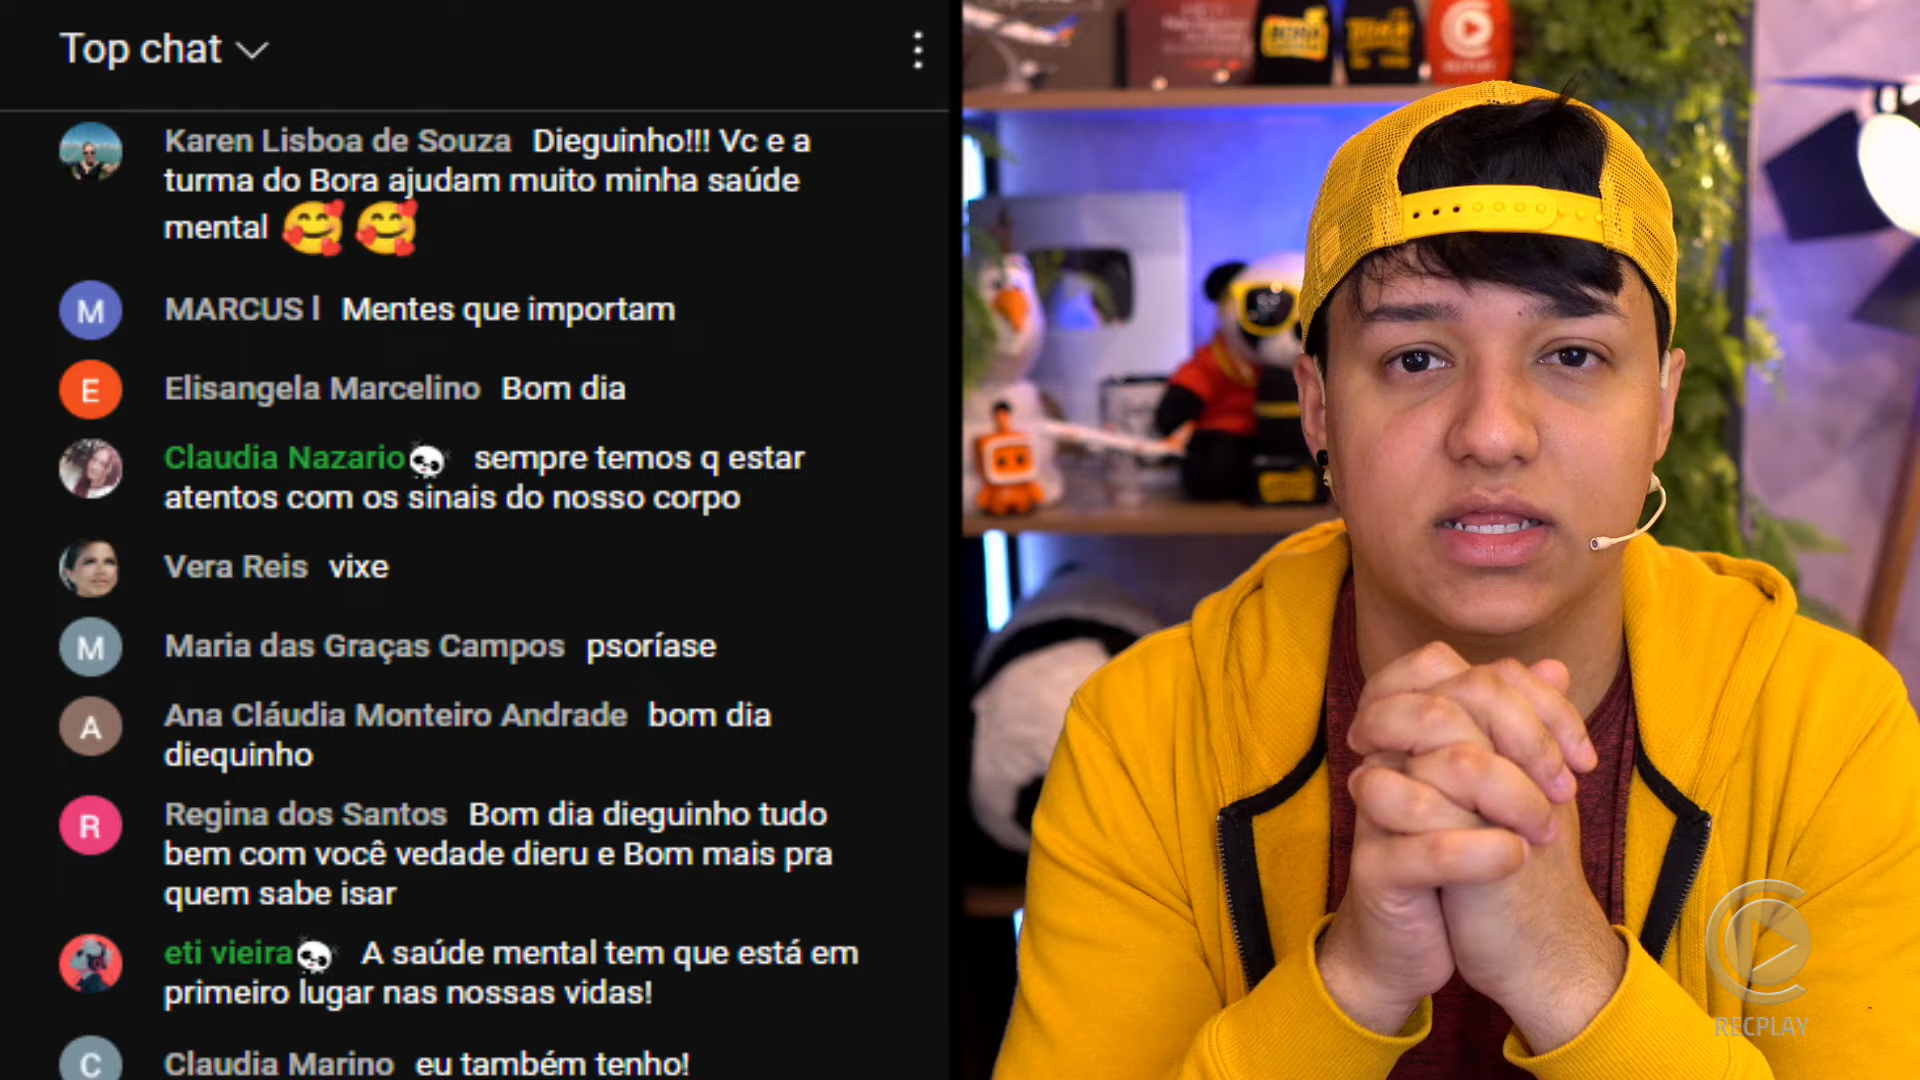 Top chat
Karen Lisboa de Souza Dieguinho!!! Vc e a
turma do Bora ajudam muito minha saúde
mental
M MARCUS l Mentes que importam
E Elisangela Marcelino Bom dia
Claudia Nazario sempre temos q estar
atentos com os sinais do nosso corpo
Vera Reis vixe
M Maria das Graças Campos psoríase
A Ana Cláudia Monteiro Andrade bom dia
diequinho
R Regina dos Santos Bom dia dieguinho tudo
bem com você vedade dieru e Bom mais pra
quem sabe isar
eti vieira A saúde mental tem que está em
primeiro lugar nas nossas vidas!
C Claudia Marino eu também tenho!
RECPLAY